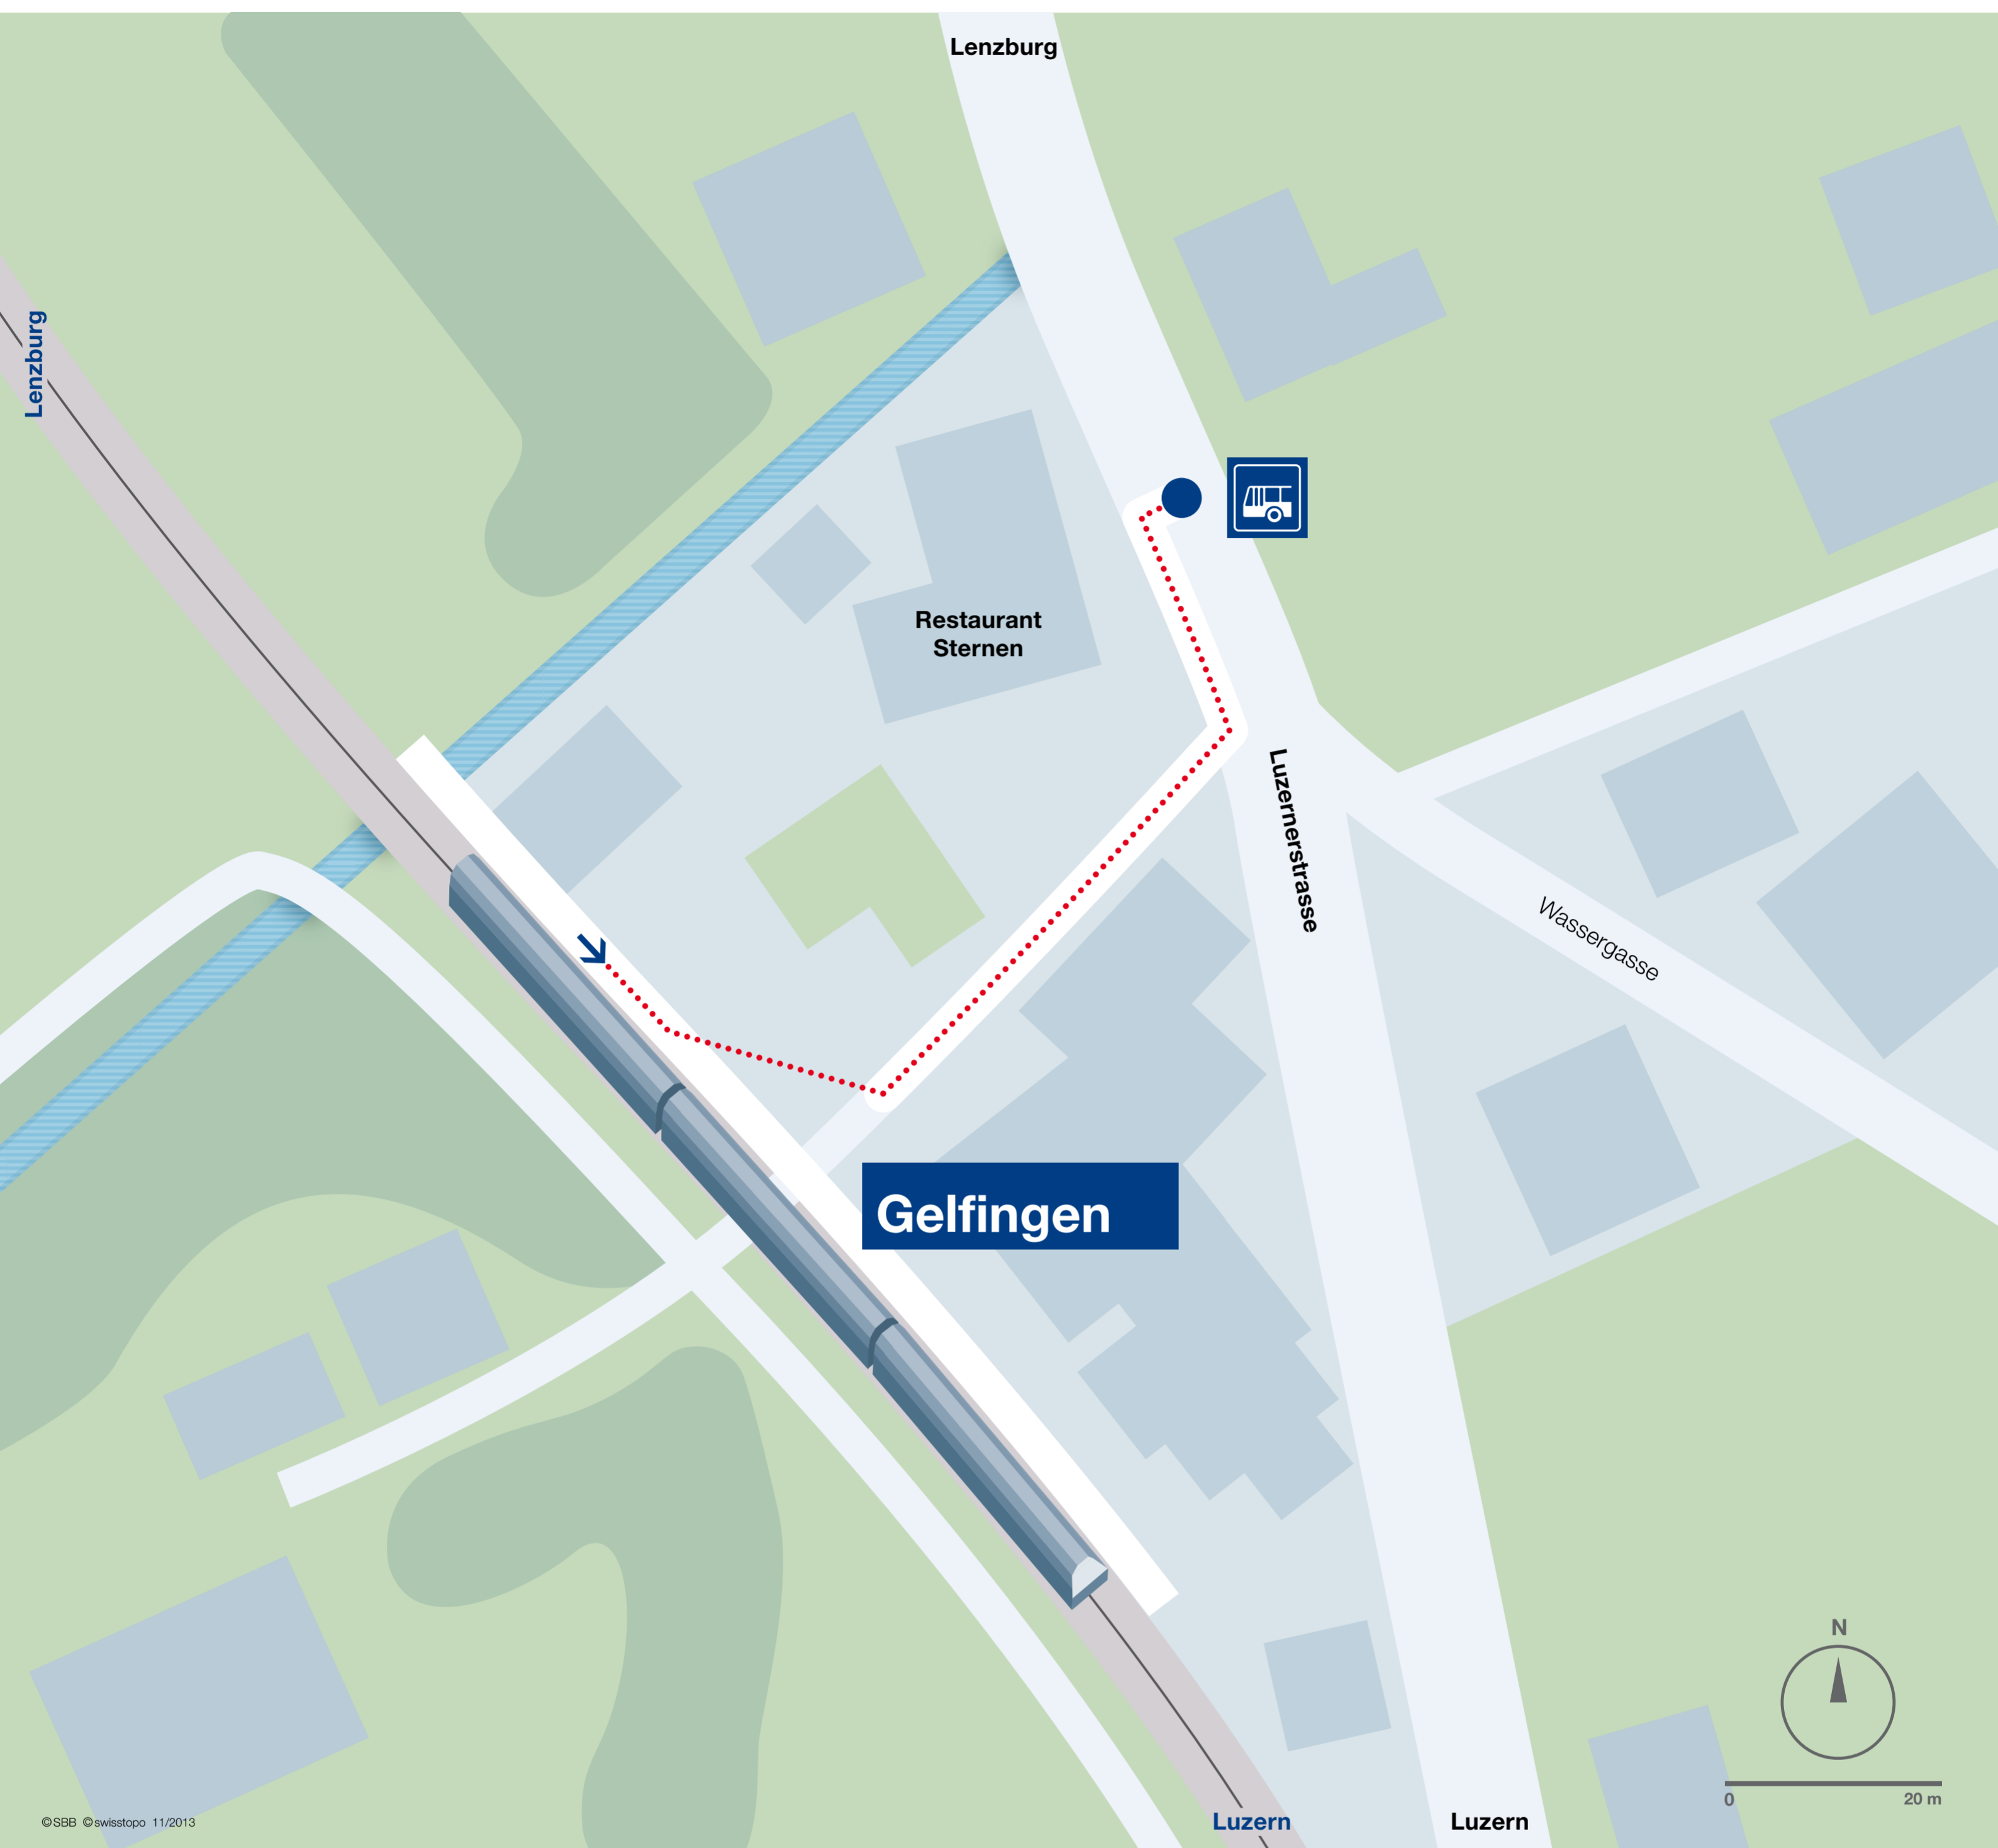 Lenzburg
Lenzburg
Restaurant
Sternen
Luzernerstrasse
Wassergasse
Gelfingen
N
0 20 m
©SBB ©swisstopo 11/2013
Luzern
Luzern